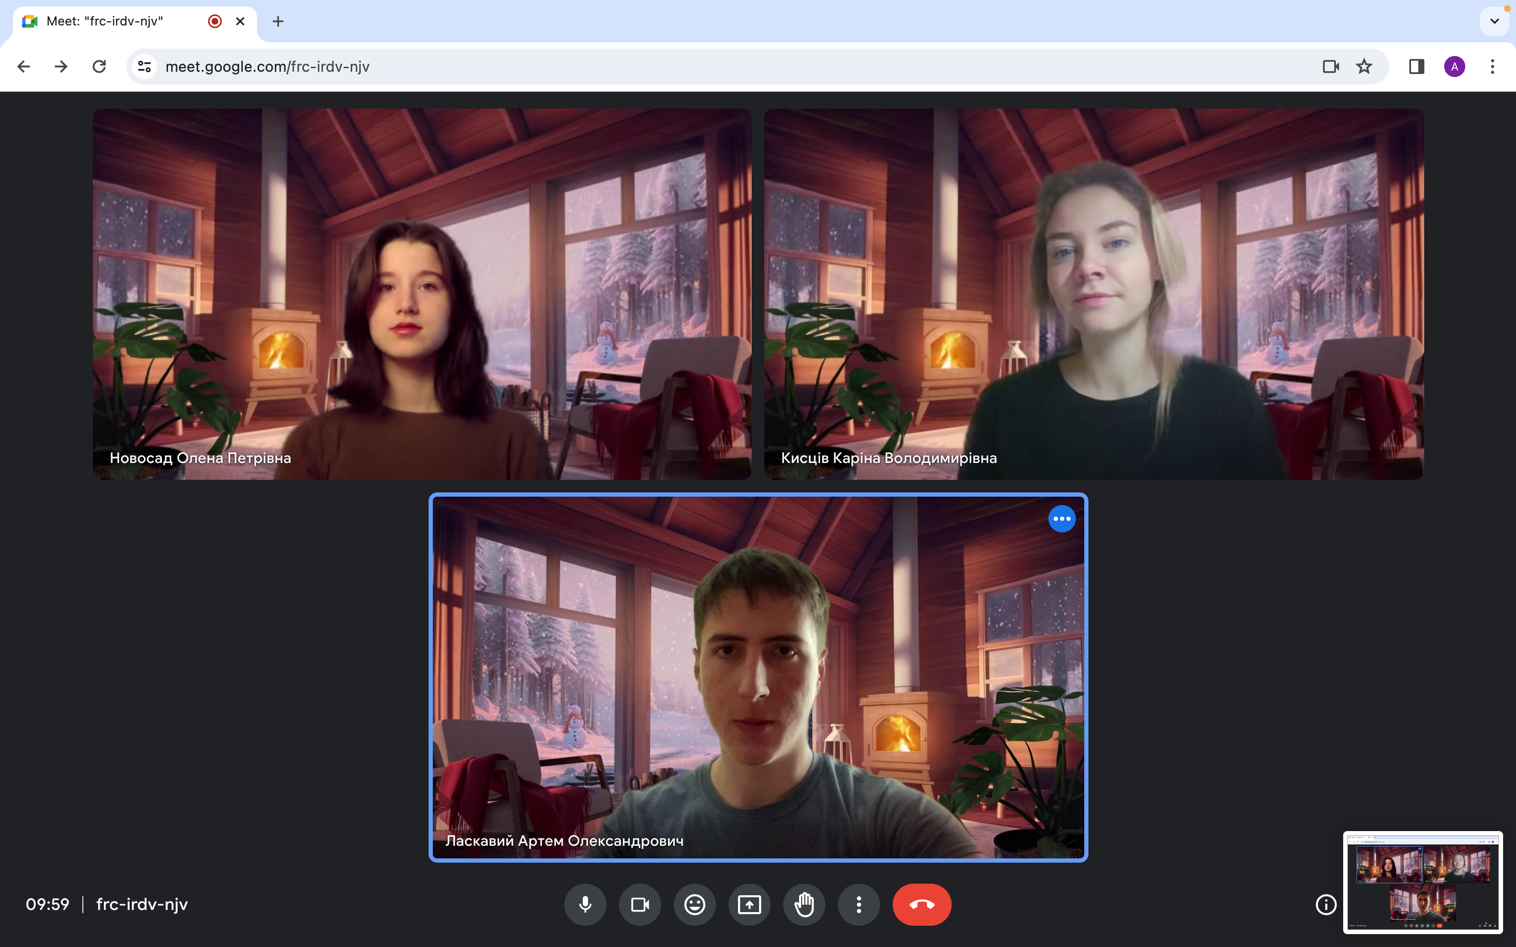 Meet: "frc-irdv-njv"
meet.google.com/frc-irdv-njv
A
Новосад Олена Петрівна
Кисців Каріна Володимирівна
Ласкавий Артем Олександрович
09:59 | frc-irdv-njv